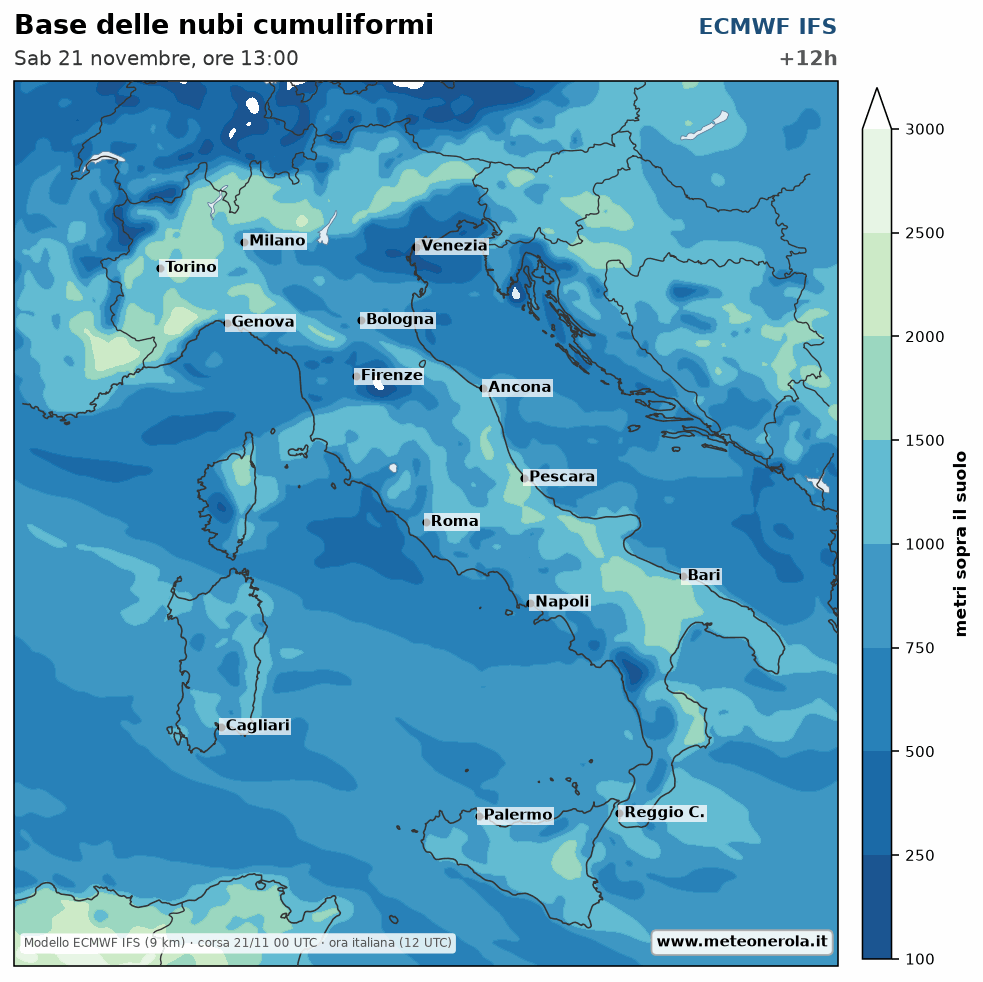 Base delle nubi cumuliformi
ECMWF IFS
Sab 21 novembre, ore 13:00
+12h
Milano
Venezia
Torino
Genova
Bologna
Firenze
Ancona
Pescara
Roma
Bari
Napoli
Cagliari
Palermo
Reggio C.
3000
2500
2000
1500
1000
750
500
250
100
metri sopra il suolo
Modello ECMWF IFS (9 km) · corsa 21/11 00 UTC · ora italiana (12 UTC)
www.meteonerola.it